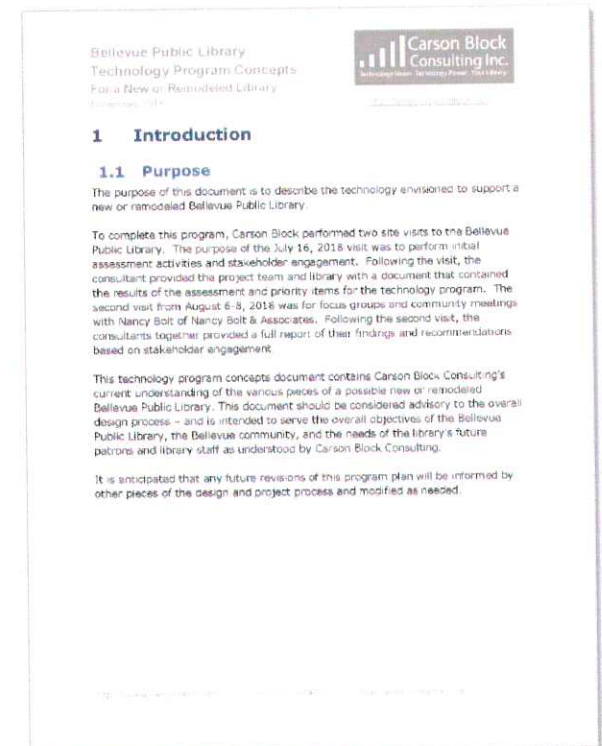 Bellevue Public Library
Technology Program Concepts
For a New or Remodeled Library
Carson Block
Consulting Inc.
Technology Vision. Technology Power. Your Library.
1 Introduction
1.1 Purpose
The purpose of this document is to describe the technology envisioned to support a
new or remodeled Bellevue Public Library.
To complete this program, Carson Block performed two site visits to the Bellevue
Public Library. The purpose of the July 16, 2018 visit was to perform initial
assessment activities and stakeholder engagement. Following the visit, the
consultant provided the project team and library with a document that contained
the results of the assessment and priority items for the technology program. The
second visit from August 6-8, 2018 was for focus groups and community meetings
with Nancy Bolt of Nancy Bolt & Associates. Following the second visit, the
consultants together provided a full report of their findings and recommendations
based on stakeholder engagement.
This technology program concepts document contains Carson Block Consulting's
current understanding of the various pieces of a possible new or remodeled
Bellevue Public Library. This document should be considered advisory to the overall
design process – and is intended to serve the overall objectives of the Bellevue
Public Library, the Bellevue community, and the needs of the library's future
patrons and library staff as understood by Carson Block Consulting.
It is anticipated that any future revisions of this program plan will be informed by
other pieces of the design and project process and modified as needed.